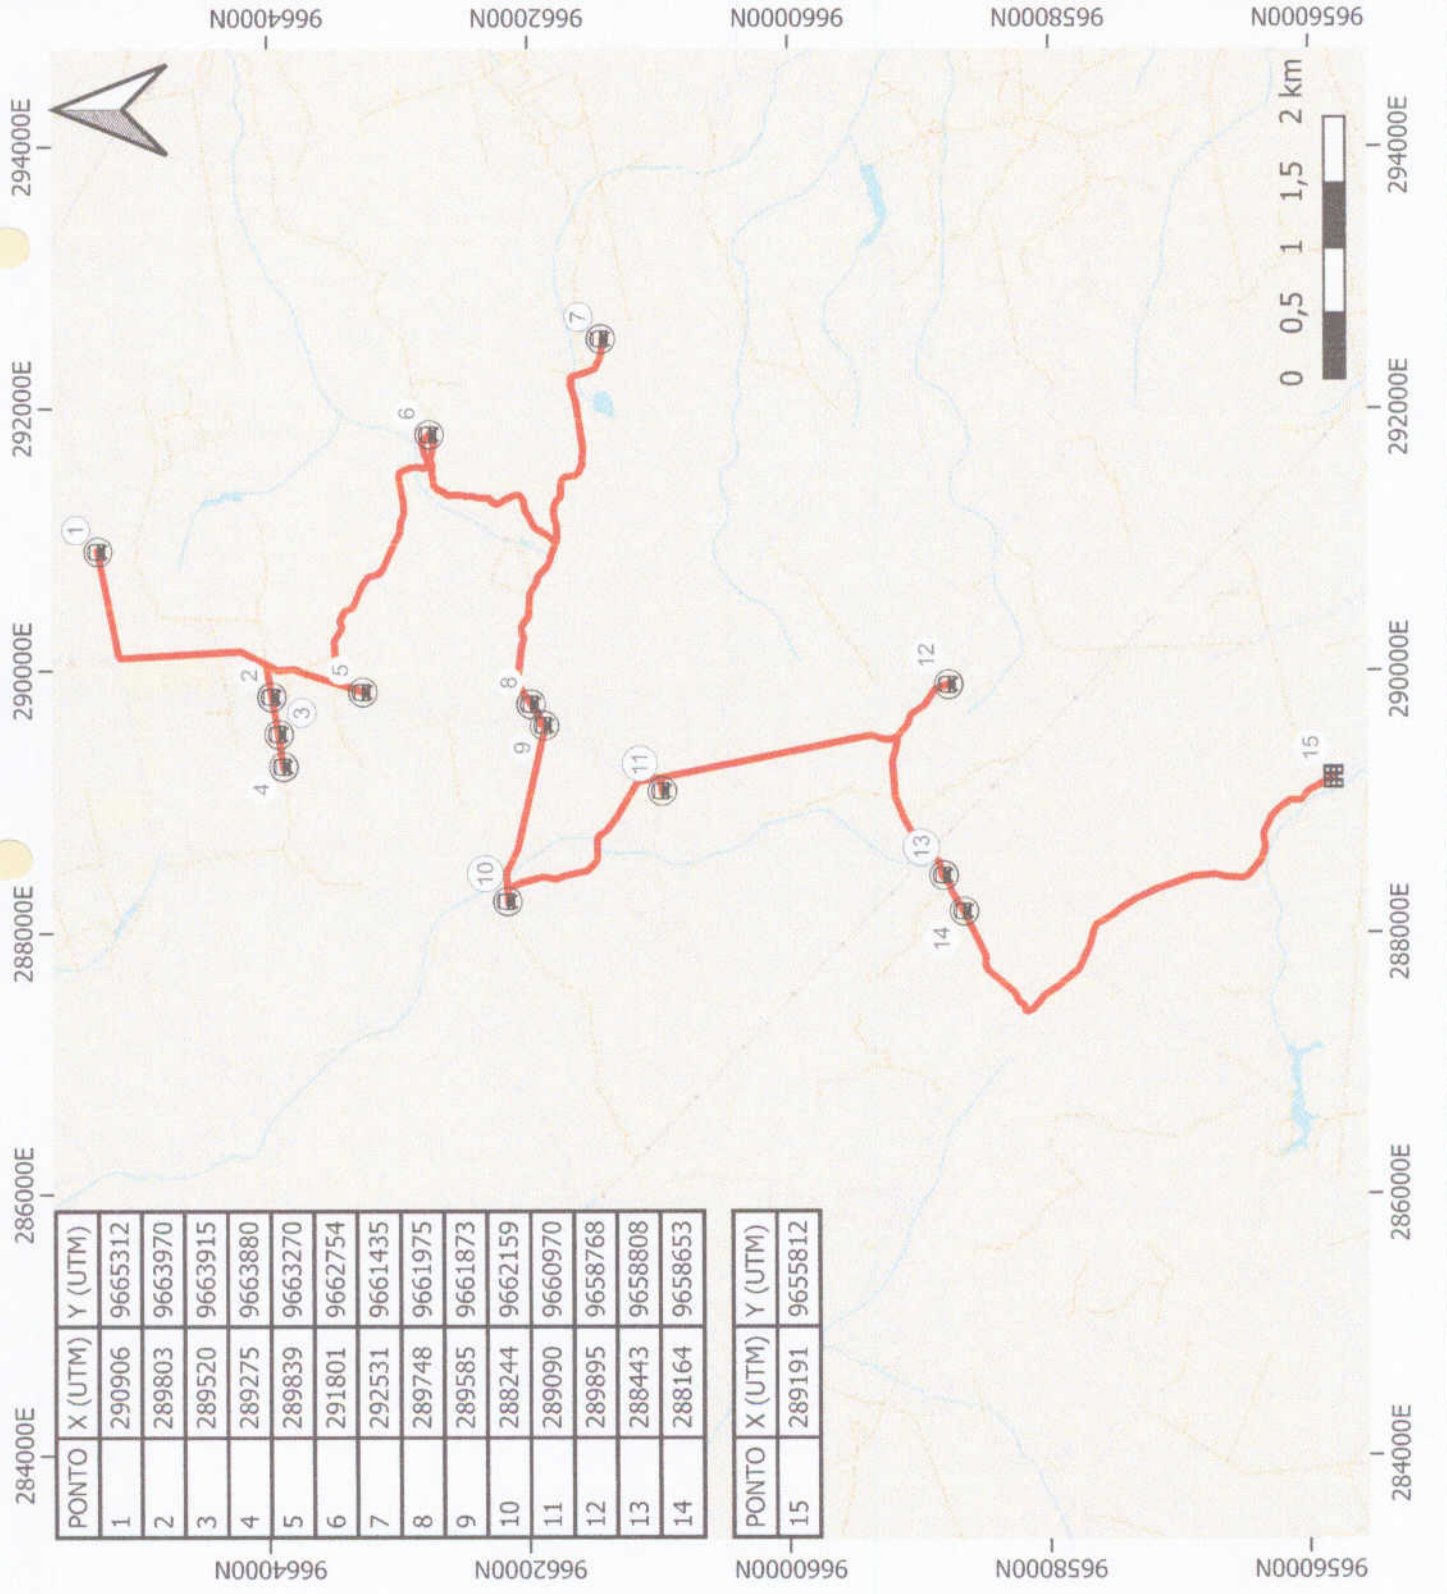 284000E 286000E 288000E 290000E 292000E 294000E
9664000N
9662000N
9660000N
9658000N
9656000N
9664000N
9662000N
9660000N
9658000N
9656000N
284000E 286000E 288000E 290000E 292000E 294000E
PONTO X (UTM) Y (UTM)
1 290906 9665312
2 289803 9663970
3 289520 9663915
4 289275 9663880
5 289839 9663270
6 291801 9662754
7 292531 9661435
8 289748 9661975
9 289585 9661873
10 288244 9662159
11 289090 9660970
12 289895 9658768
13 288443 9658808
14 288164 9658653
PONTO X (UTM) Y (UTM)
15 289191 9655812
1
2
3
4
5
6
7
8
9
10
11
12
13
14
15
0 0,5 1 1,5 2 km